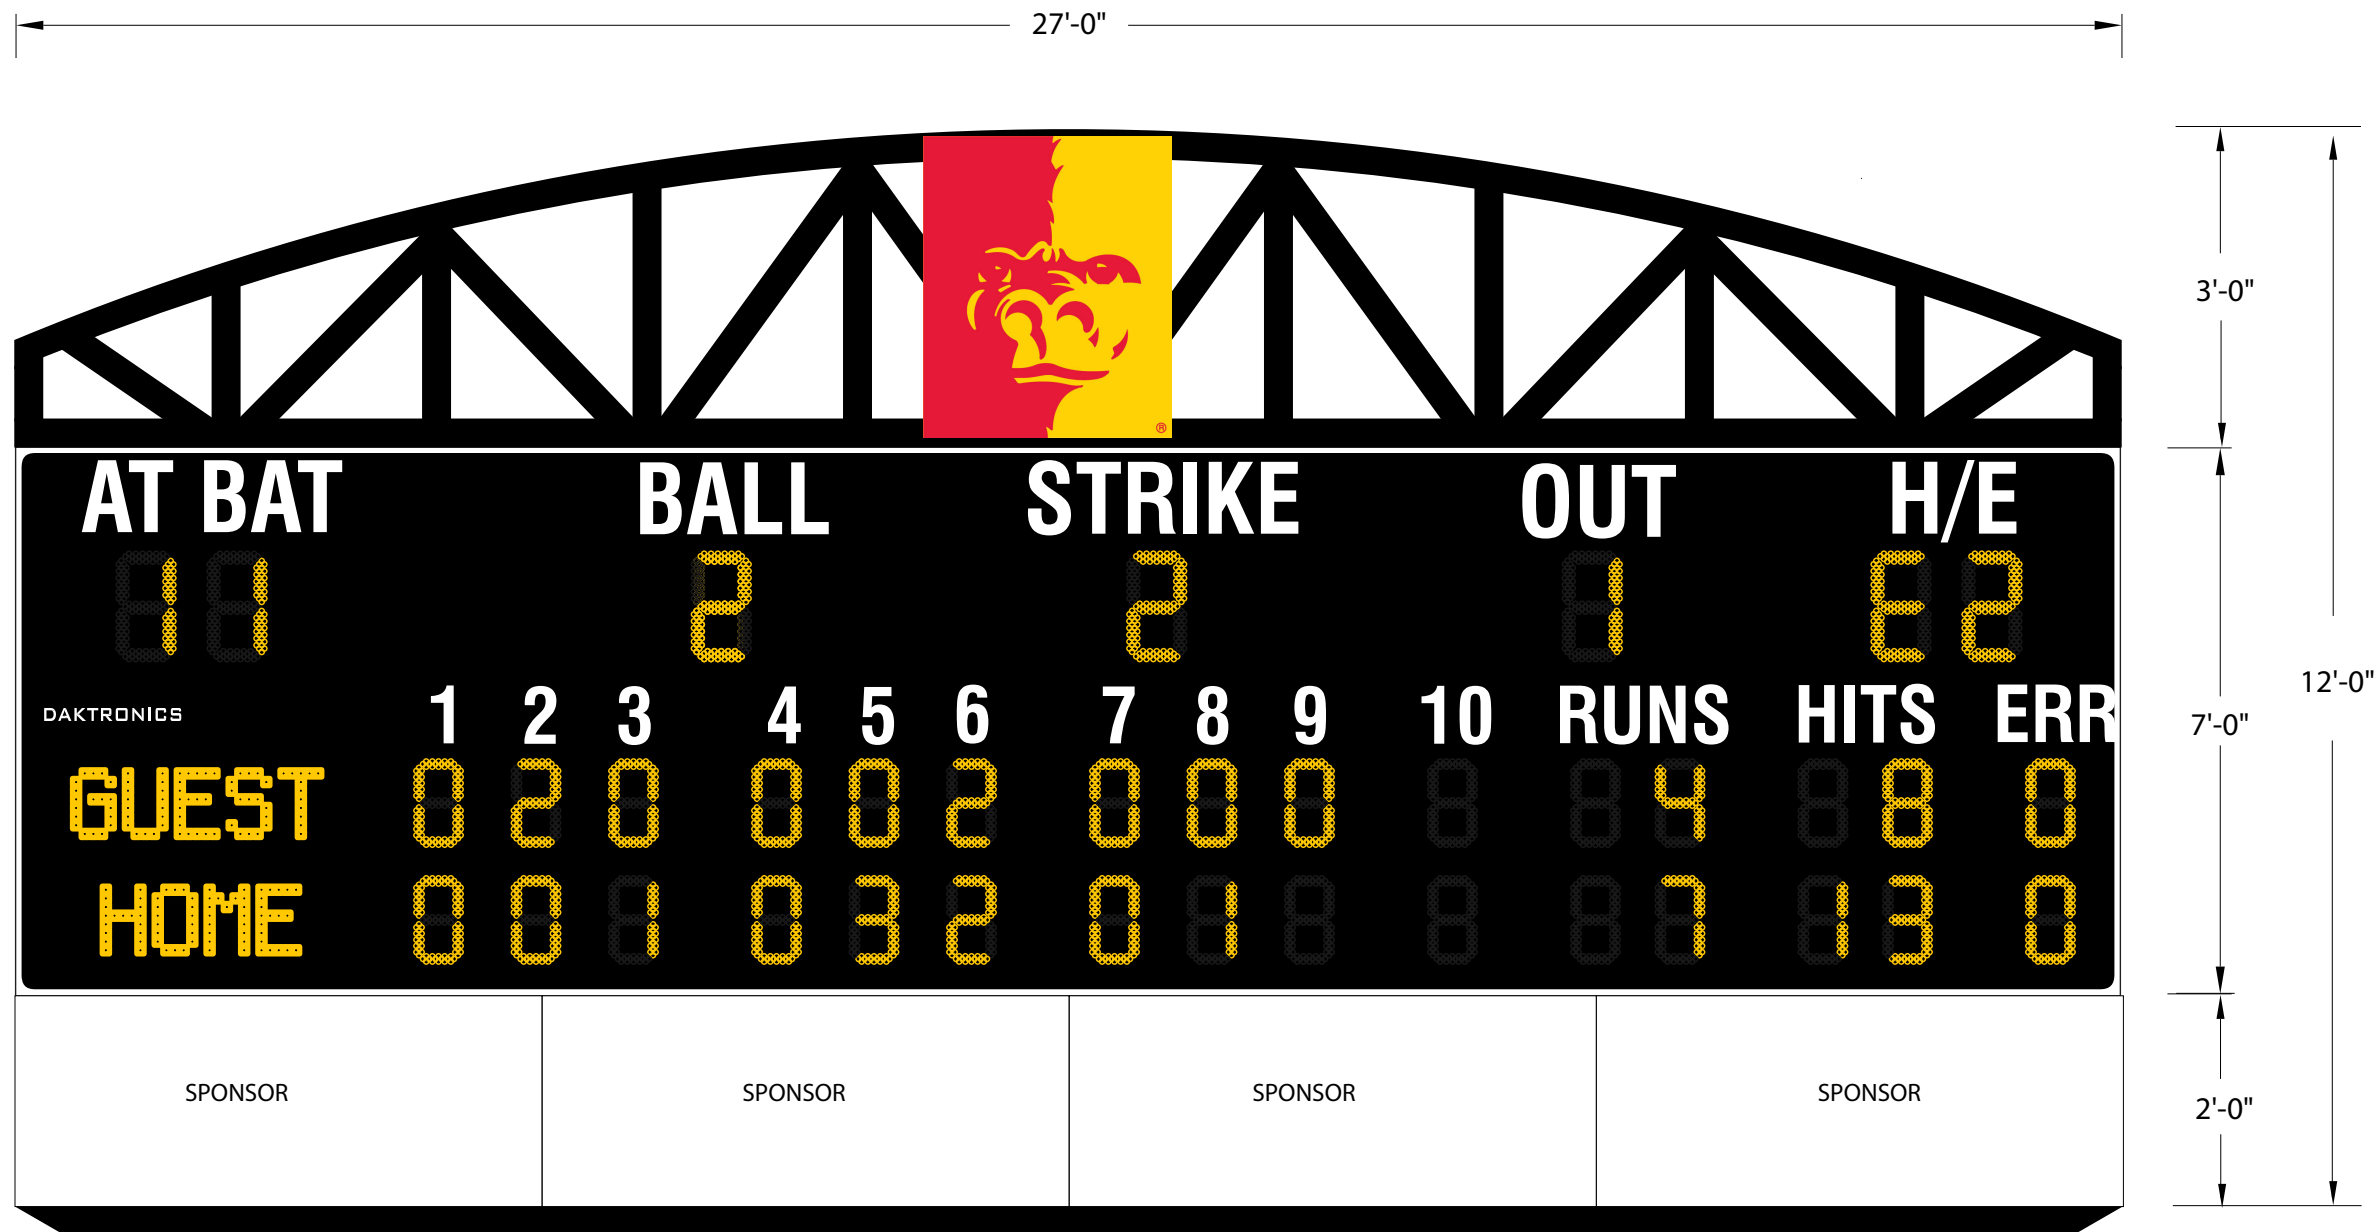 27'-0"
®
3'-0"
AT BAT BALL STRIKE OUT H/E
11 2 2 1 E2
12'-0"
DAKTRONICS 1 2 3 4 5 6 7 8 9 10 RUNS HITS ERR
7'-0"
GUEST 0 2 0 0 0 2 0 0 0 4 8 0
HOME 0 0 1 0 3 2 0 1 7 13 0
SPONSOR SPONSOR SPONSOR SPONSOR
2'-0"